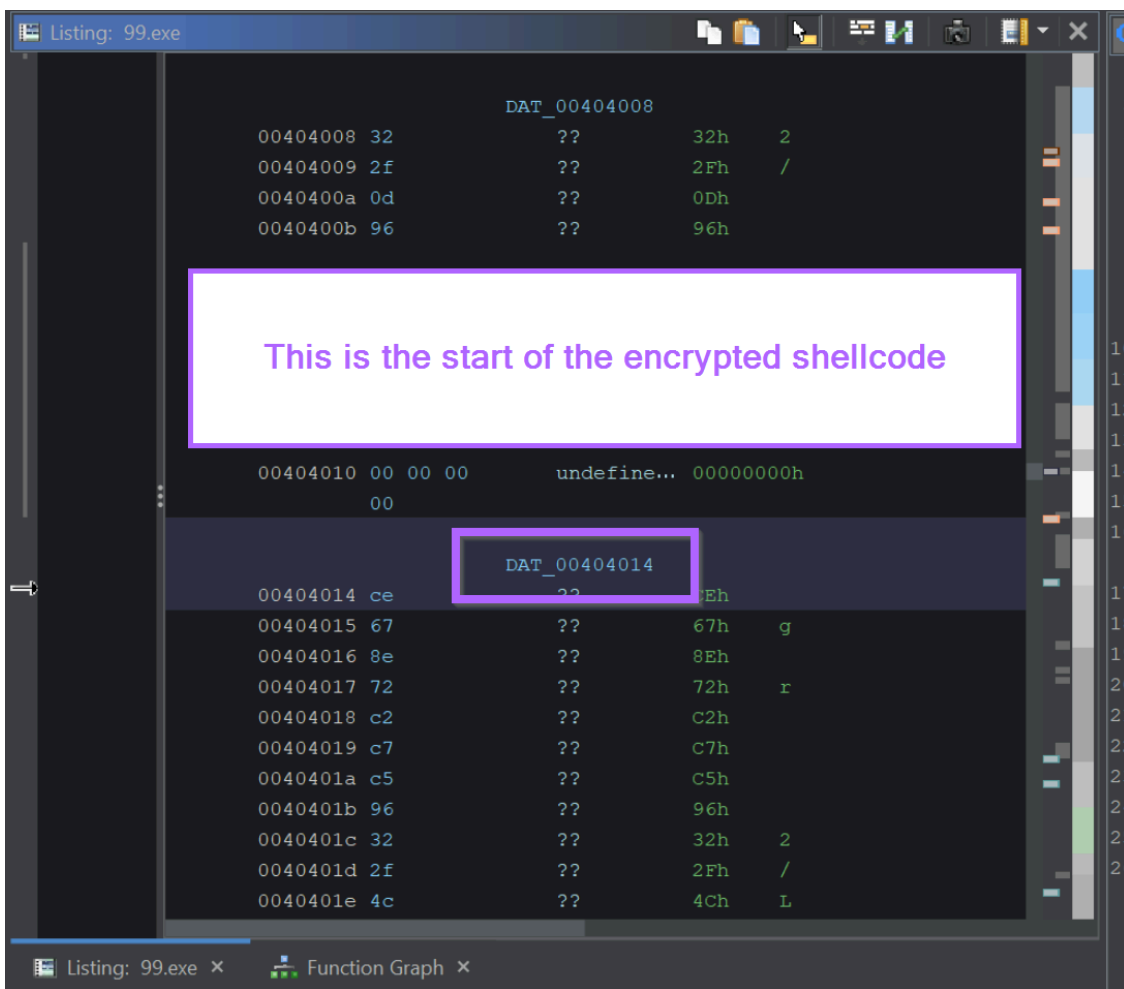 Listing: 99.exe
DAT_00404008
00404008 32 ?? 32h 2
00404009 2f ?? 2Fh /
0040400a 0d ?? 0Dh
0040400b 96 ?? 96h
This is the start of the encrypted shellcode
00404010 00 00 00 undefine... 00000000h
00
DAT_00404014
00404014 ce ?? CEh
00404015 67 ?? 67h g
00404016 8e ?? 8Eh
00404017 72 ?? 72h r
00404018 c2 ?? C2h
00404019 c7 ?? C7h
0040401a c5 ?? C5h
0040401b 96 ?? 96h
0040401c 32 ?? 32h 2
0040401d 2f ?? 2Fh /
0040401e 4c ?? 4Ch L
Listing: 99.exe × Function Graph ×